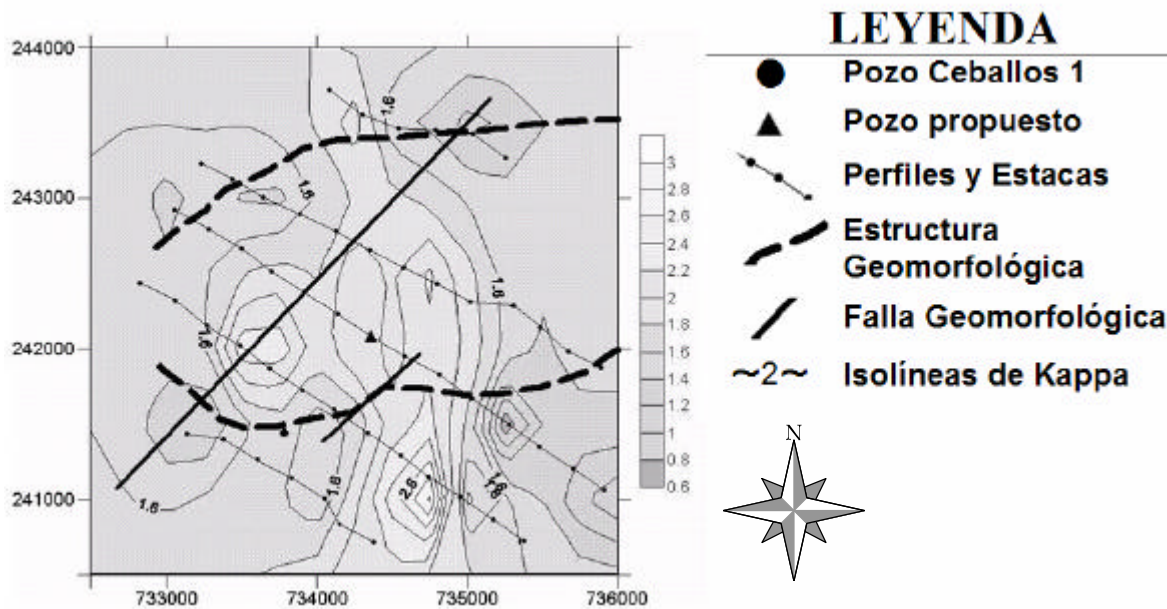 LEYENDA
Pozo Ceballos 1
Pozo propuesto
Perfiles y Estacas
Estructura
Geomorfológica
Falla Geomorfológica
~2~ Isolíneas de Kappa
N
244000
243000
242000
241000
733000 734000 735000 736000
3
2.8
2.6
2.4
2.2
2
1.8
1.6
1.4
1.2
1
0.8
0.6
1.6
1.6
1.6
1.6
1.6
1.6
1.6
2.6